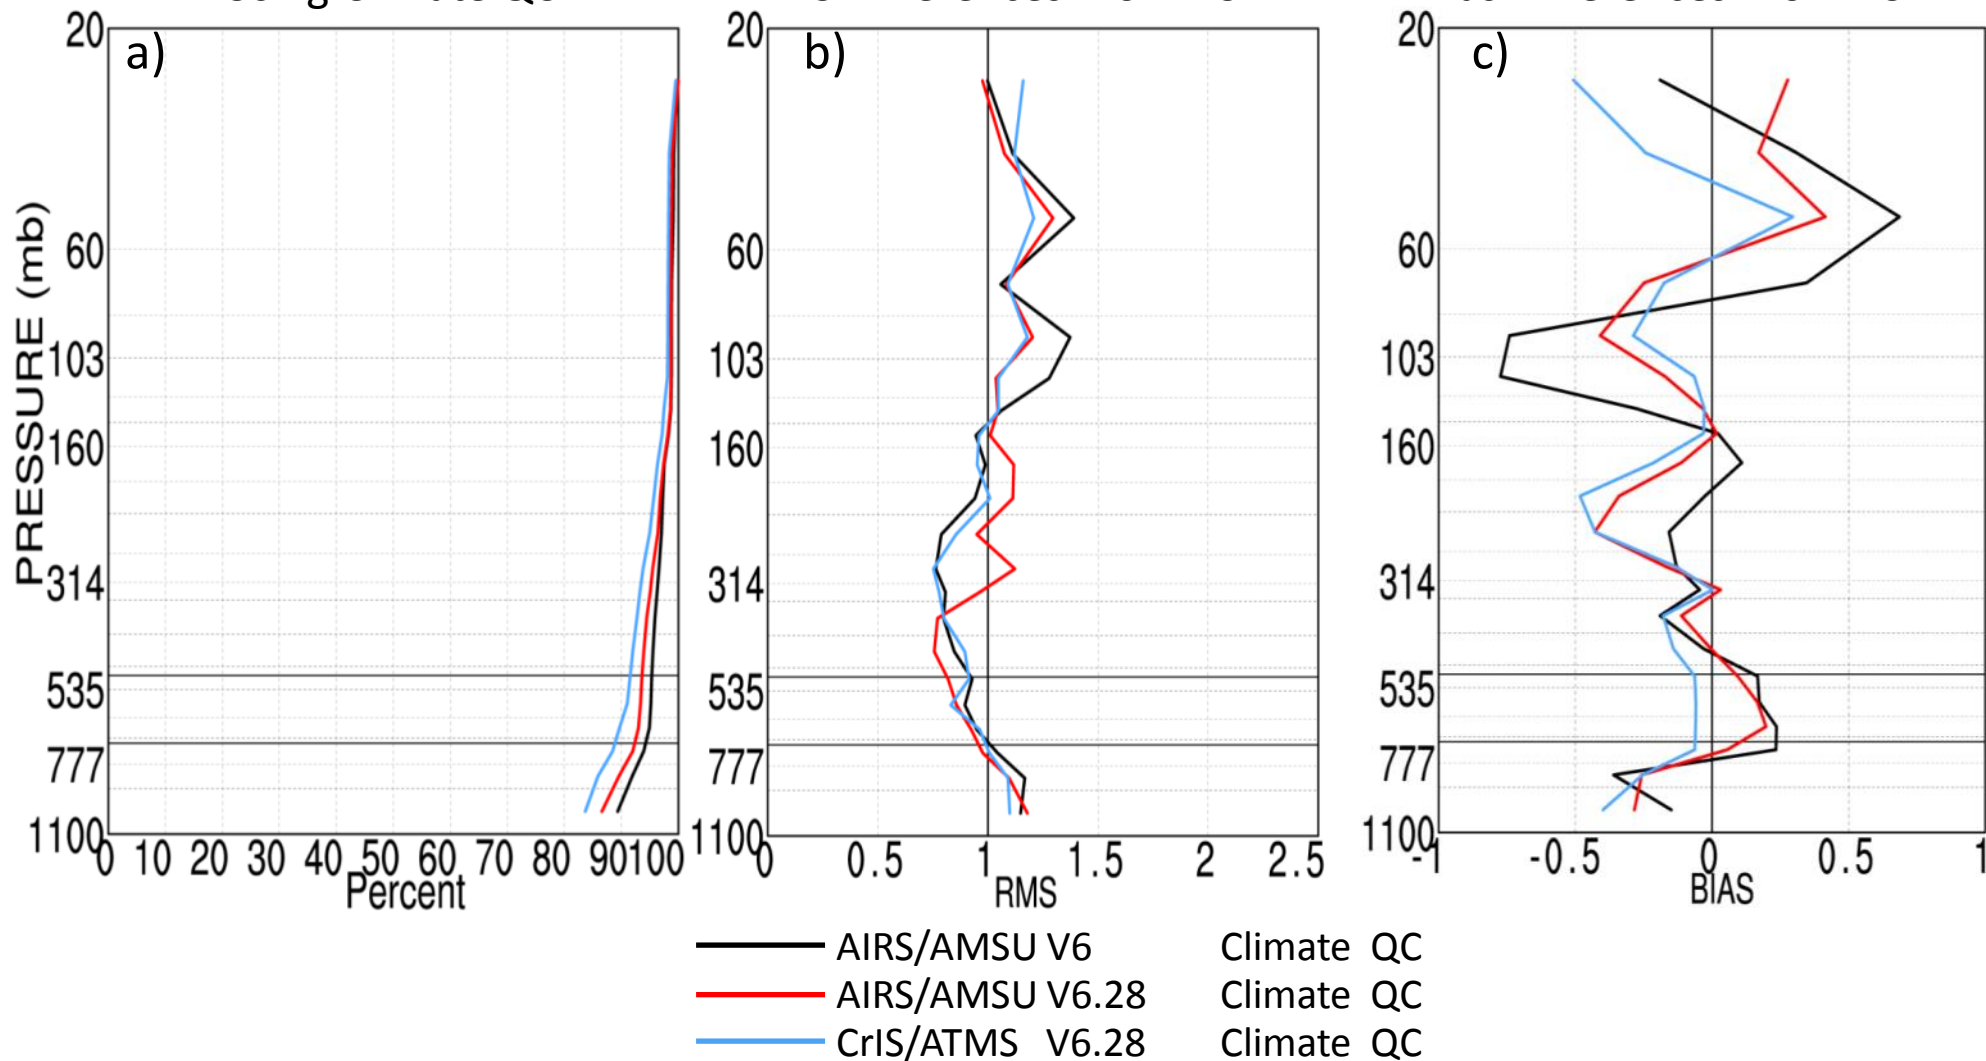 a)
b)
c)
PRESSURE (mb)
20
60
103
160
314
535
777
1100
0 10 20 30 40 50 60 70 80 90 100
Percent
20
60
103
160
314
535
777
1100
0 0.5 1 1.5 2 2.5
RMS
20
60
103
160
314
535
777
1100
-1 -0.5 0 0.5 1
BIAS
AIRS/AMSU V6 Climate QC
AIRS/AMSU V6.28 Climate QC
CrIS/ATMS V6.28 Climate QC